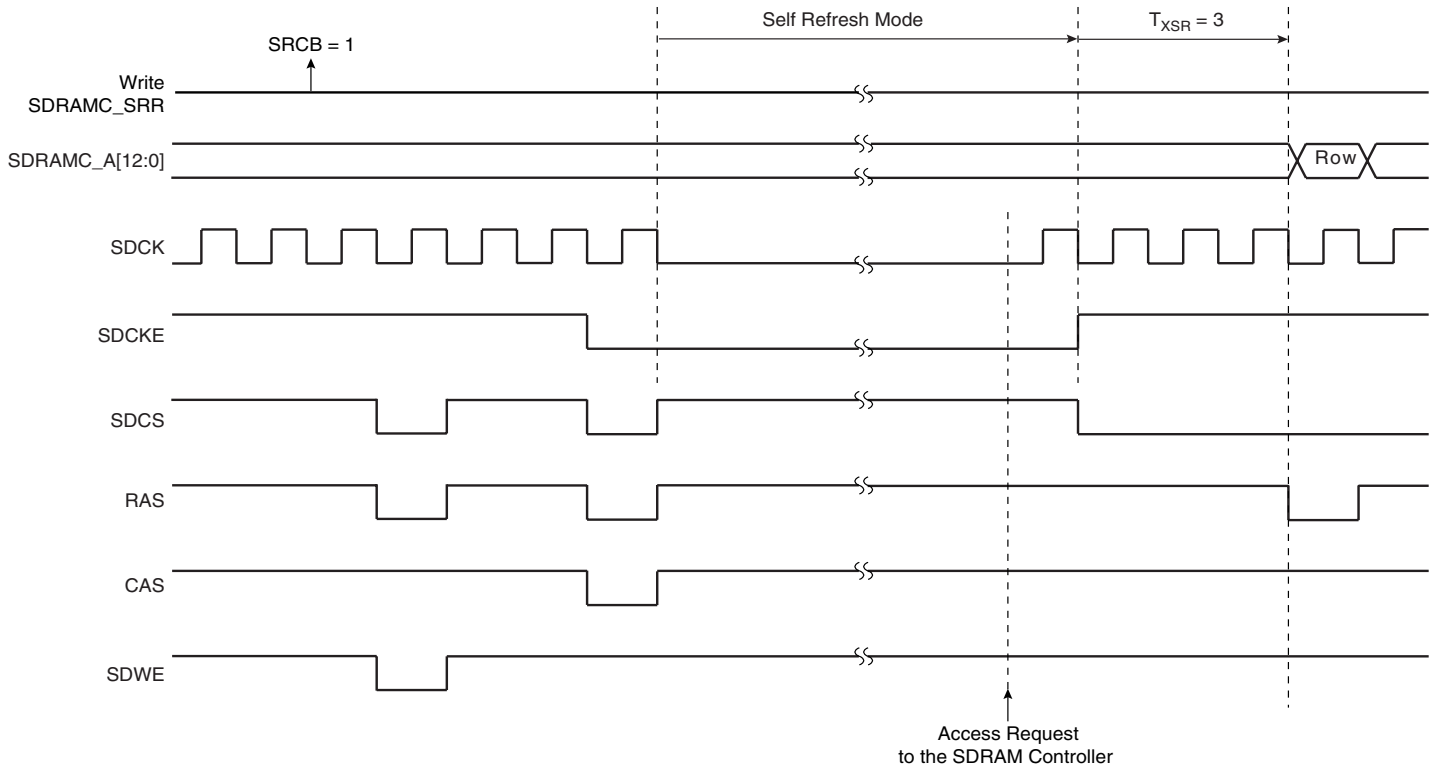 Self Refresh Mode
T_XSR = 3
SRCB = 1
Write
SDRAMC_SRR
SDRAMC_A[12:0]
Row
SDCK
SDCKE
SDCS
RAS
CAS
SDWE
Access Request
to the SDRAM Controller